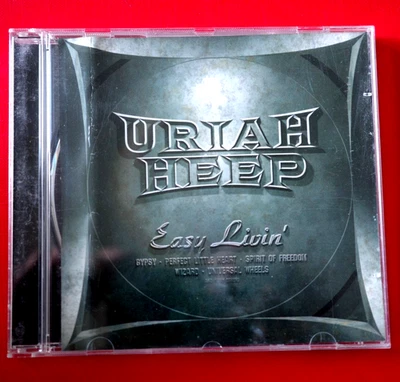 URIAH
HEEP
Easy Livin'
GYPSY - PERFECT LITTLE HEART - SPIRIT OF FREEDOM
WIZARD - UNIVERSAL WHEELS